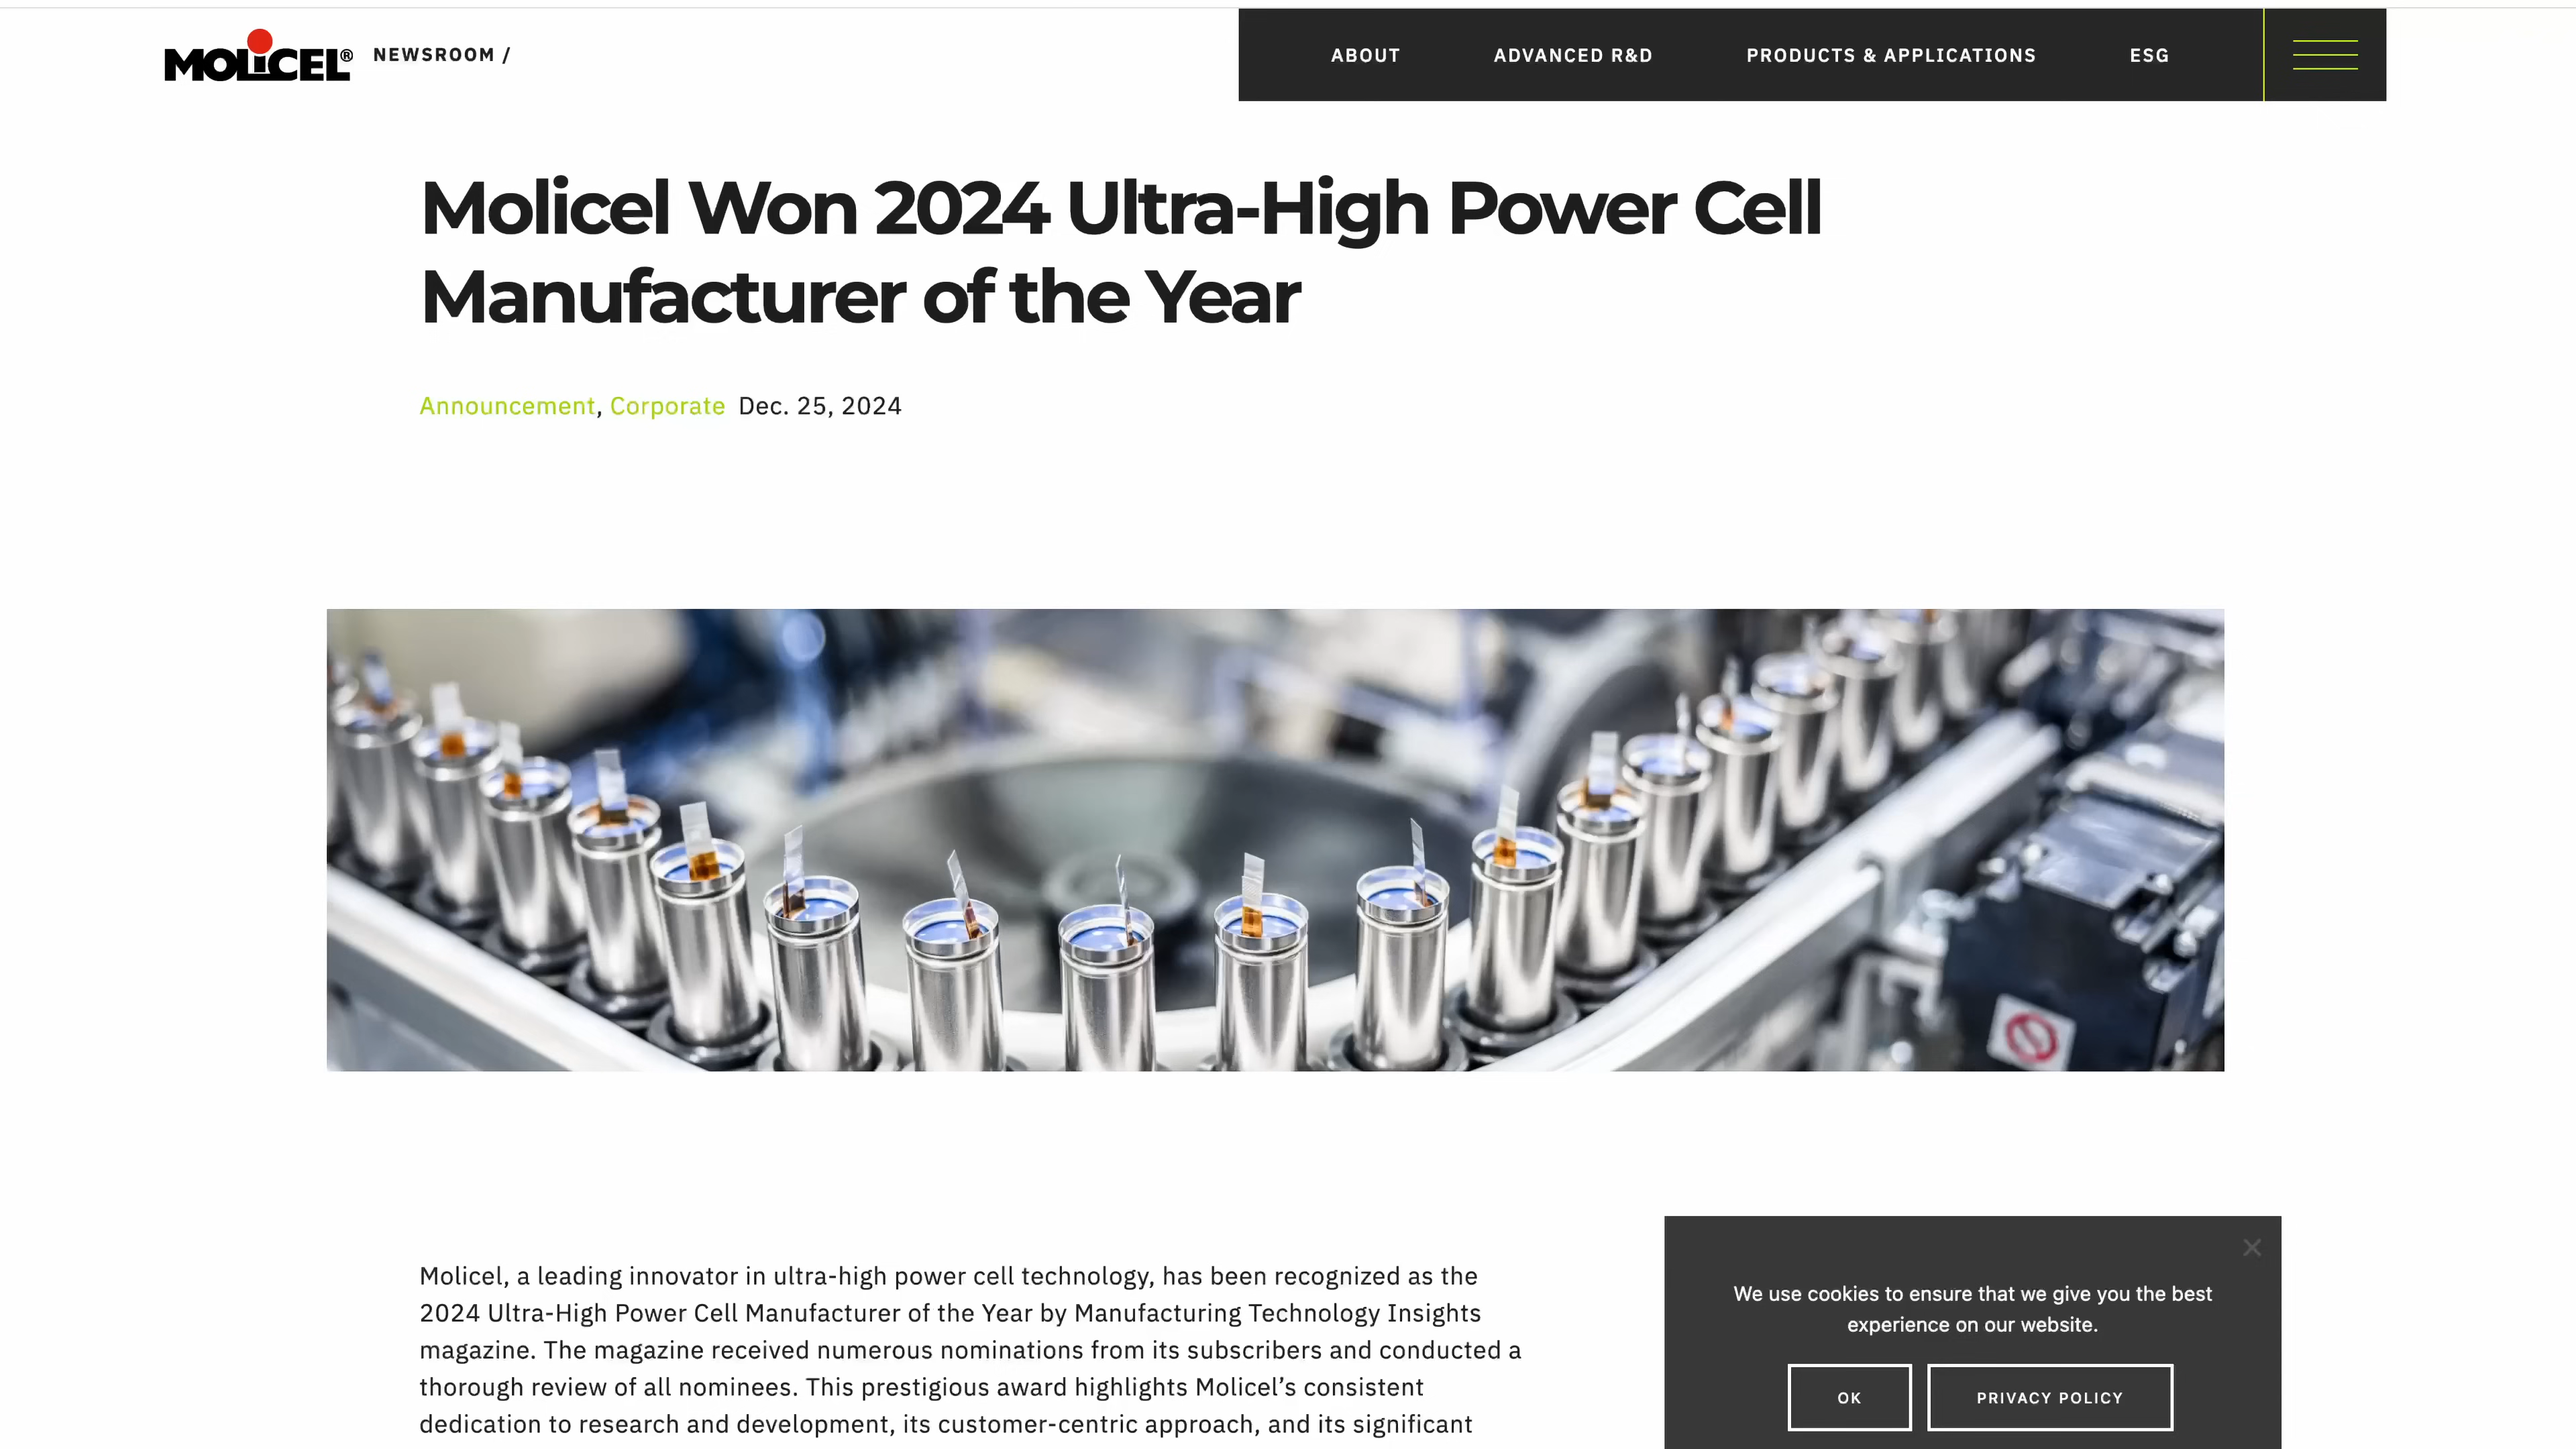 MOLiCEL® NEWSROOM /
ABOUT ADVANCED R&D PRODUCTS & APPLICATIONS ESG
Molicel Won 2024 Ultra-High Power Cell
Manufacturer of the Year
Announcement, Corporate Dec. 25, 2024
Molicel, a leading innovator in ultra-high power cell technology, has been recognized as the
2024 Ultra-High Power Cell Manufacturer of the Year by Manufacturing Technology Insights
magazine. The magazine received numerous nominations from its subscribers and conducted a
thorough review of all nominees. This prestigious award highlights Molicel’s consistent
dedication to research and development, its customer-centric approach, and its significant
We use cookies to ensure that we give you the best
experience on our website.
OK PRIVACY POLICY